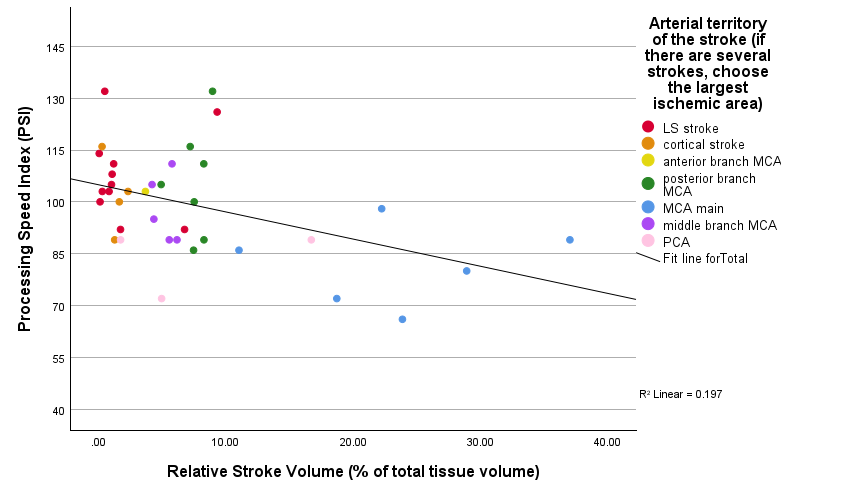 Arterial territory
of the stroke (if
there are several
strokes, choose
the largest
ischemic area)
LS stroke
cortical stroke
anterior branch MCA
posterior branch
MCA
MCA main
middle branch MCA
PCA
Fit line forTotal
R² Linear = 0.197
Processing Speed Index (PSI)
145
130
115
100
85
70
55
40
.00 10.00 20.00 30.00 40.00
Relative Stroke Volume (% of total tissue volume)